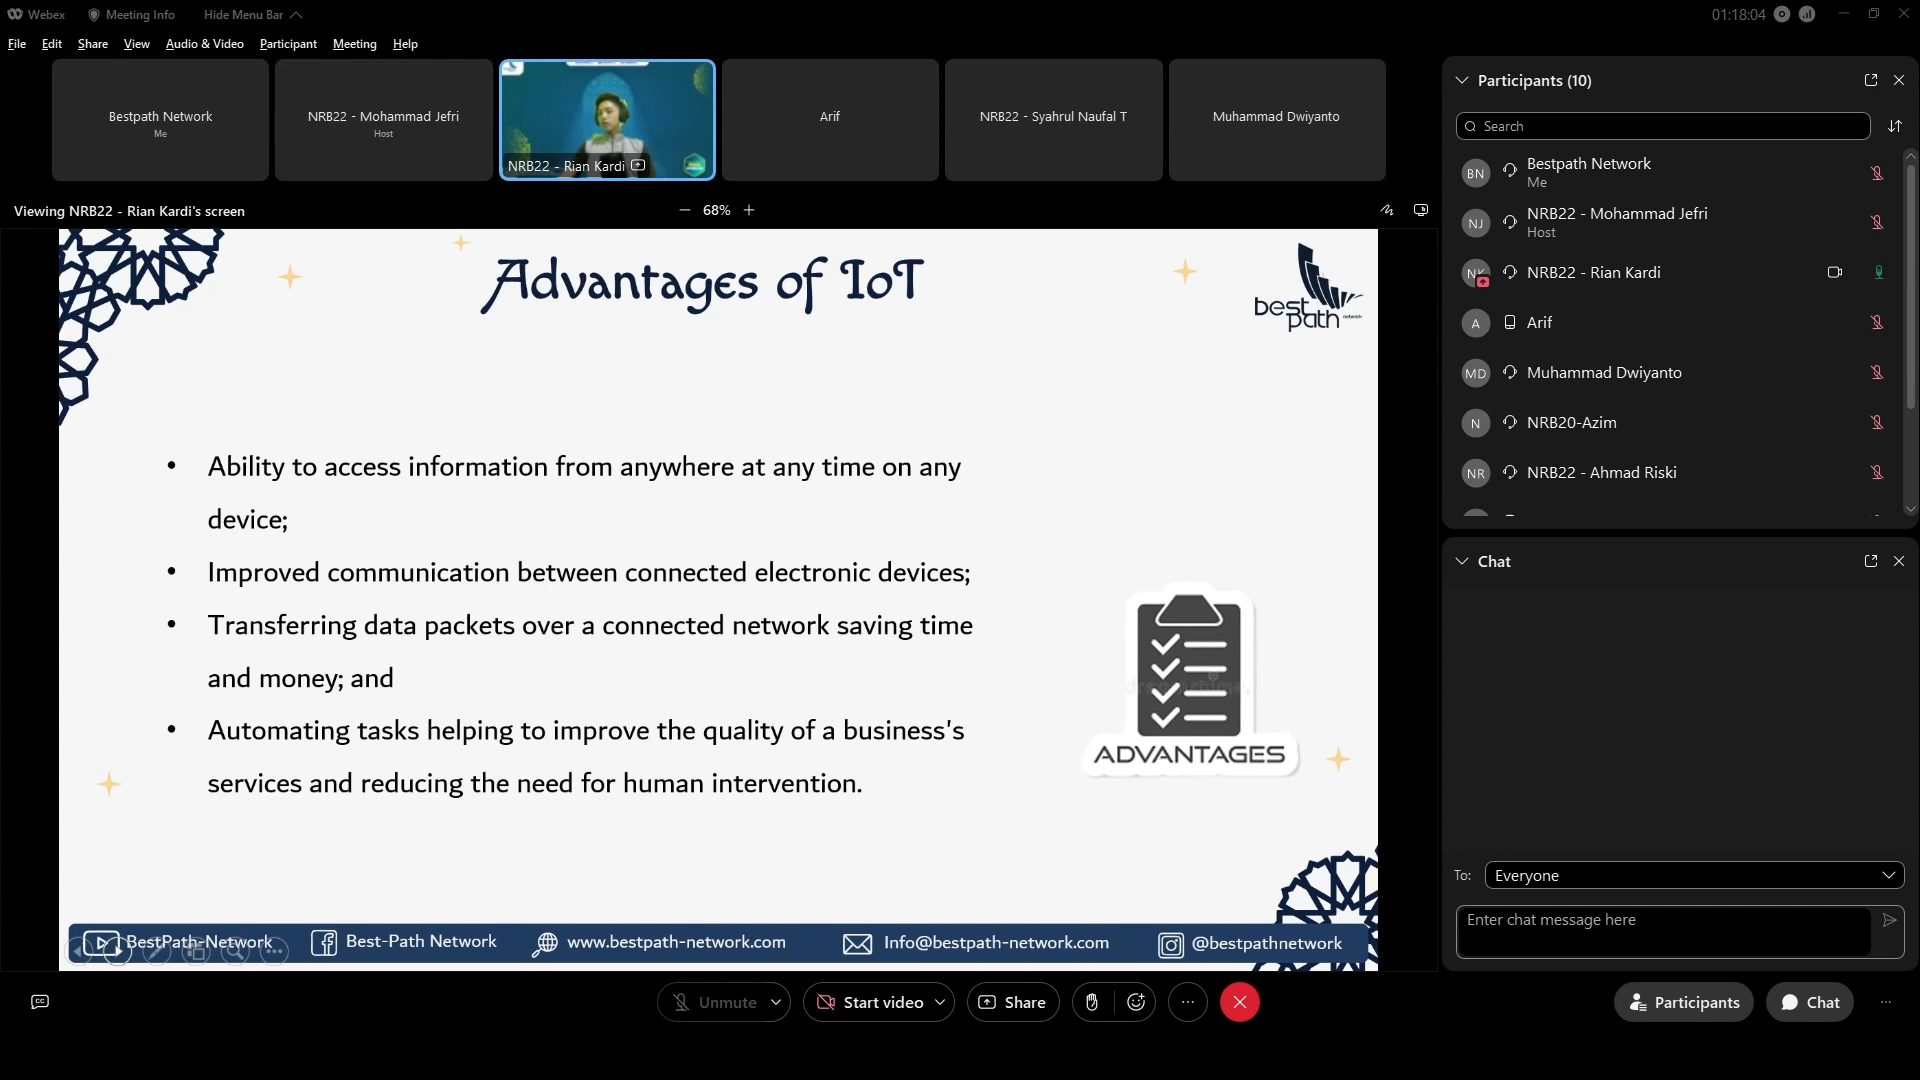 Webex
Meeting Info
Hide Menu Bar
01:18:04
File Edit Share View Audio & Video Participant Meeting Help
Bestpath Network
Me
NRB22 - Mohammad Jefri
Host
NRB22 - Rian Kardi
Arif
NRB22 - Syahrul Naufal T
Muhammad Dwiyanto
Viewing NRB22 - Rian Kardi's screen
68%
Advantages of IoT
best
path
network
• Ability to access information from anywhere at any time on any
device;
• Improved communication between connected electronic devices;
• Transferring data packets over a connected network saving time
and money; and
• Automating tasks helping to improve the quality of a business's
services and reducing the need for human intervention.
ADVANTAGES
BestPath-Network
Best-Path Network
www.bestpath-network.com
Info@bestpath-network.com
@bestpathnetwork
Participants (10)
Search
BN
Bestpath Network
Me
NJ
NRB22 - Mohammad Jefri
Host
NRB22 - Rian Kardi
A
Arif
MD
Muhammad Dwiyanto
N
NRB20-Azim
NR
NRB22 - Ahmad Riski
Chat
To:
Everyone
Enter chat message here
CC
Unmute
Start video
Share
Participants
Chat